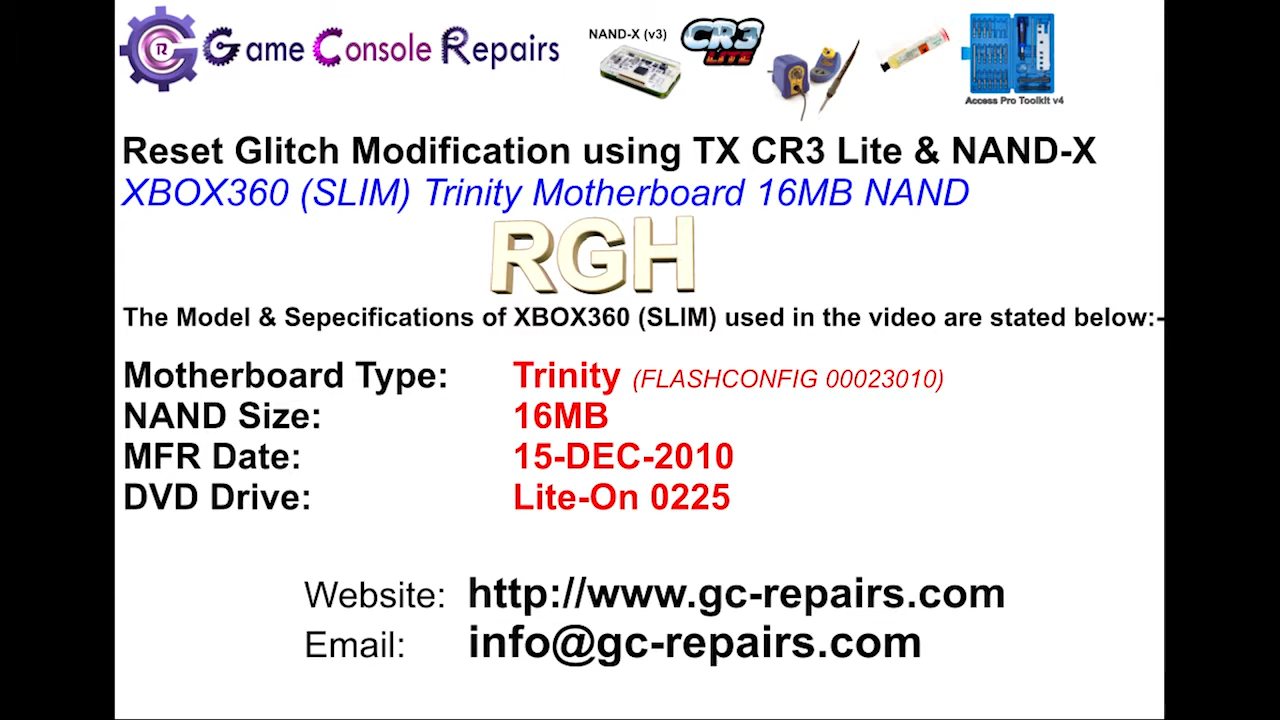 Game Console Repairs
NAND-X (v3)
CR3
LITE
Access Pro Toolkit v4
Reset Glitch Modification using TX CR3 Lite & NAND-X
XBOX360 (SLIM) Trinity Motherboard 16MB NAND
RGH
The Model & Sepecifications of XBOX360 (SLIM) used in the video are stated below:-
Motherboard Type: Trinity (FLASHCONFIG 00023010)
NAND Size: 16MB
MFR Date: 15-DEC-2010
DVD Drive: Lite-On 0225
Website: http://www.gc-repairs.com
Email: info@gc-repairs.com